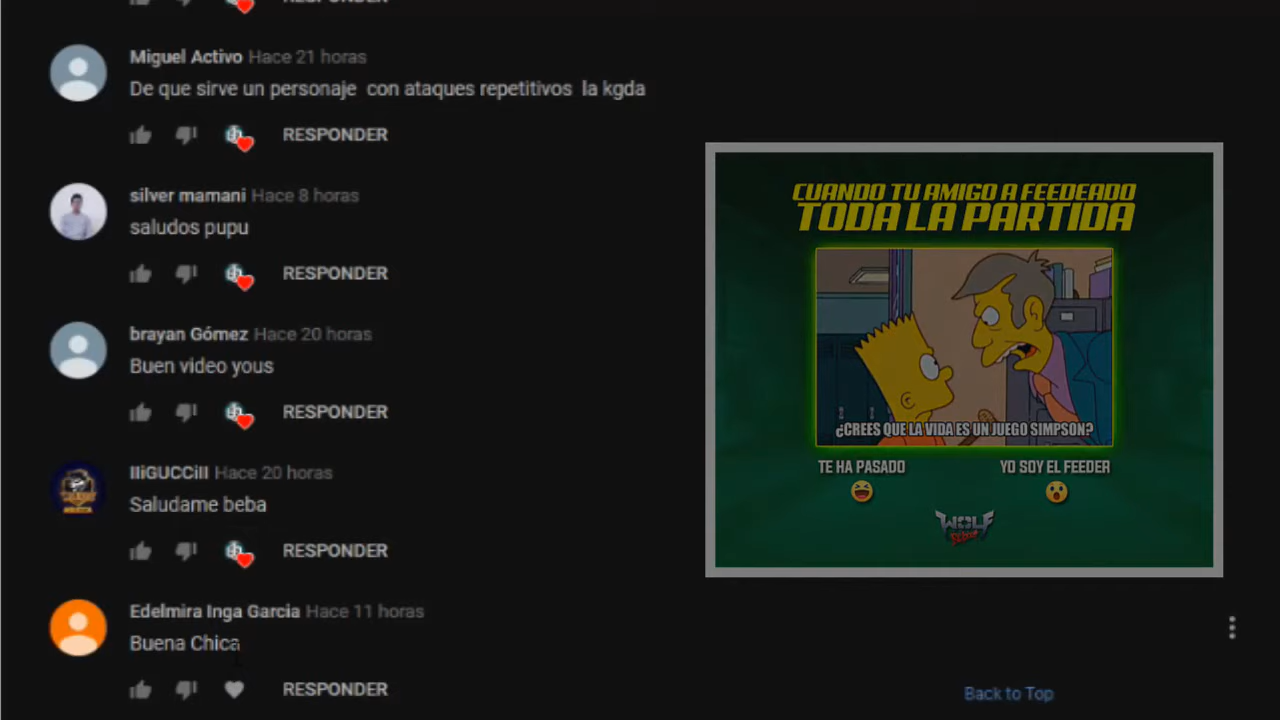 RESPONDER
Miguel Activo Hace 21 horas
De que sirve un personaje con ataques repetitivos la kgda
RESPONDER
silver mamani Hace 8 horas
saludos pupu
RESPONDER
brayan Gómez Hace 20 horas
Buen video yous
RESPONDER
IIiGUCCiII Hace 20 horas
Saludame beba
RESPONDER
Edelmira Inga Garcia Hace 11 horas
Buena Chica
RESPONDER
CUANDO TU AMIGO A FEEDEADO
TODA LA PARTIDA
¿CREES QUE LA VIDA ES UN JUEGO SIMPSON?
TE HA PASADO
YO SOY EL FEEDER
WOLF
Back to Top